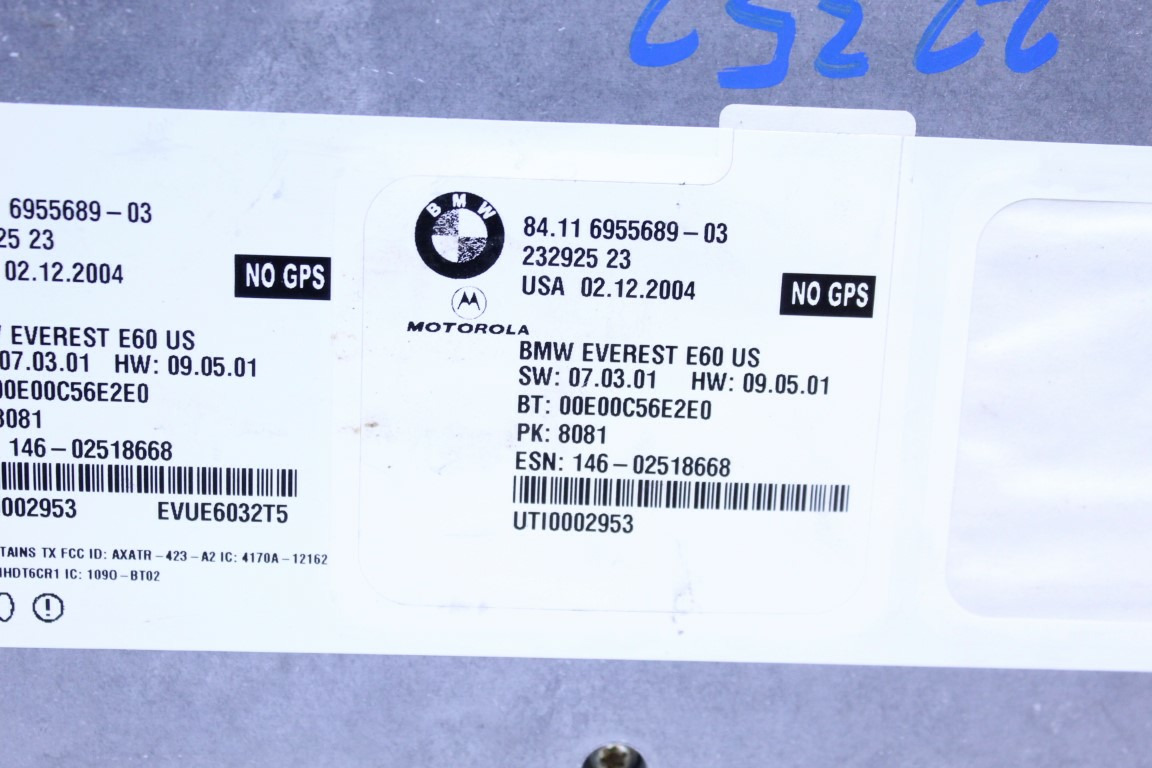 6955689-03
25 23
02.12.2004
NO GPS
EVEREST E60 US
07.03.01 HW: 09.05.01
00E00C56E2E0
8081
146-02518668
0002953 EVUE6032T5
TAINS TX FCC ID: AXATR-423-A2 IC: 4170A-12162
IHDT6CR1 IC: 1090-BT02
BMW
84.11 6955689-03
232925 23
USA 02.12.2004
NO GPS
MOTOROLA
BMW EVEREST E60 US
SW: 07.03.01 HW: 09.05.01
BT: 00E00C56E2E0
PK: 8081
ESN: 146-02518668
UTI0002953